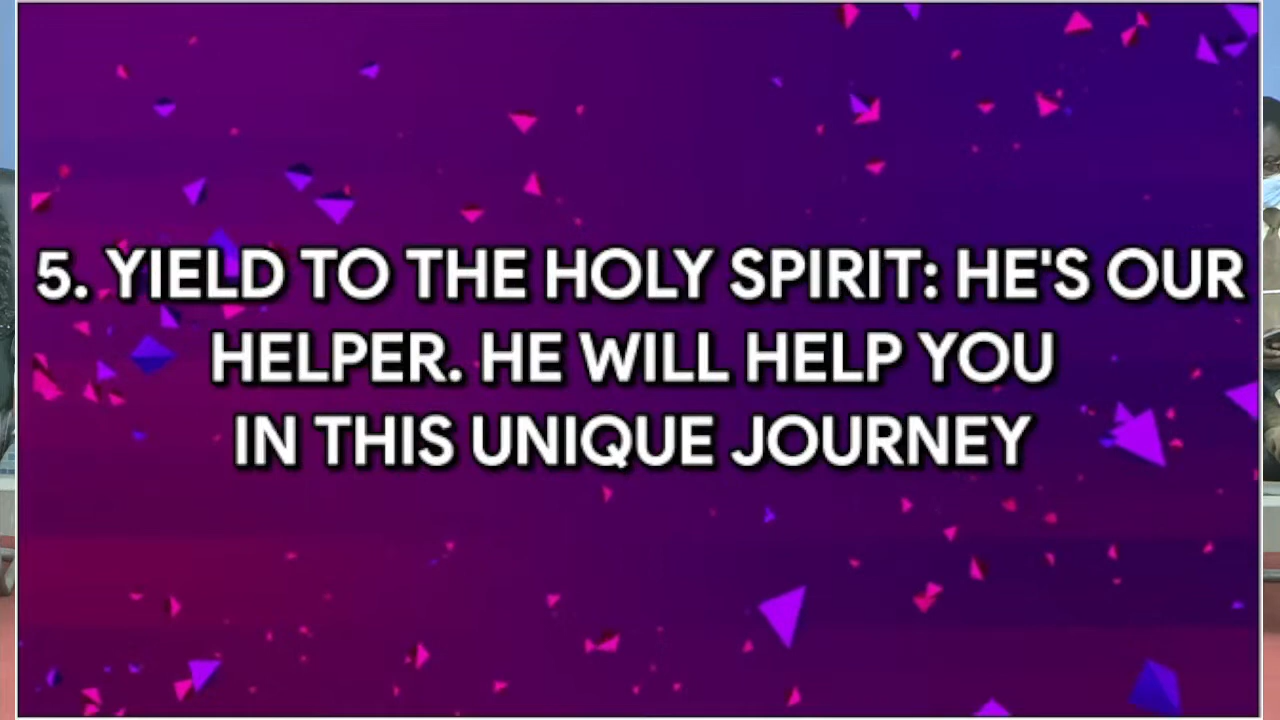 5. YIELD TO THE HOLY SPIRIT: HE'S OUR
HELPER. HE WILL HELP YOU
IN THIS UNIQUE JOURNEY